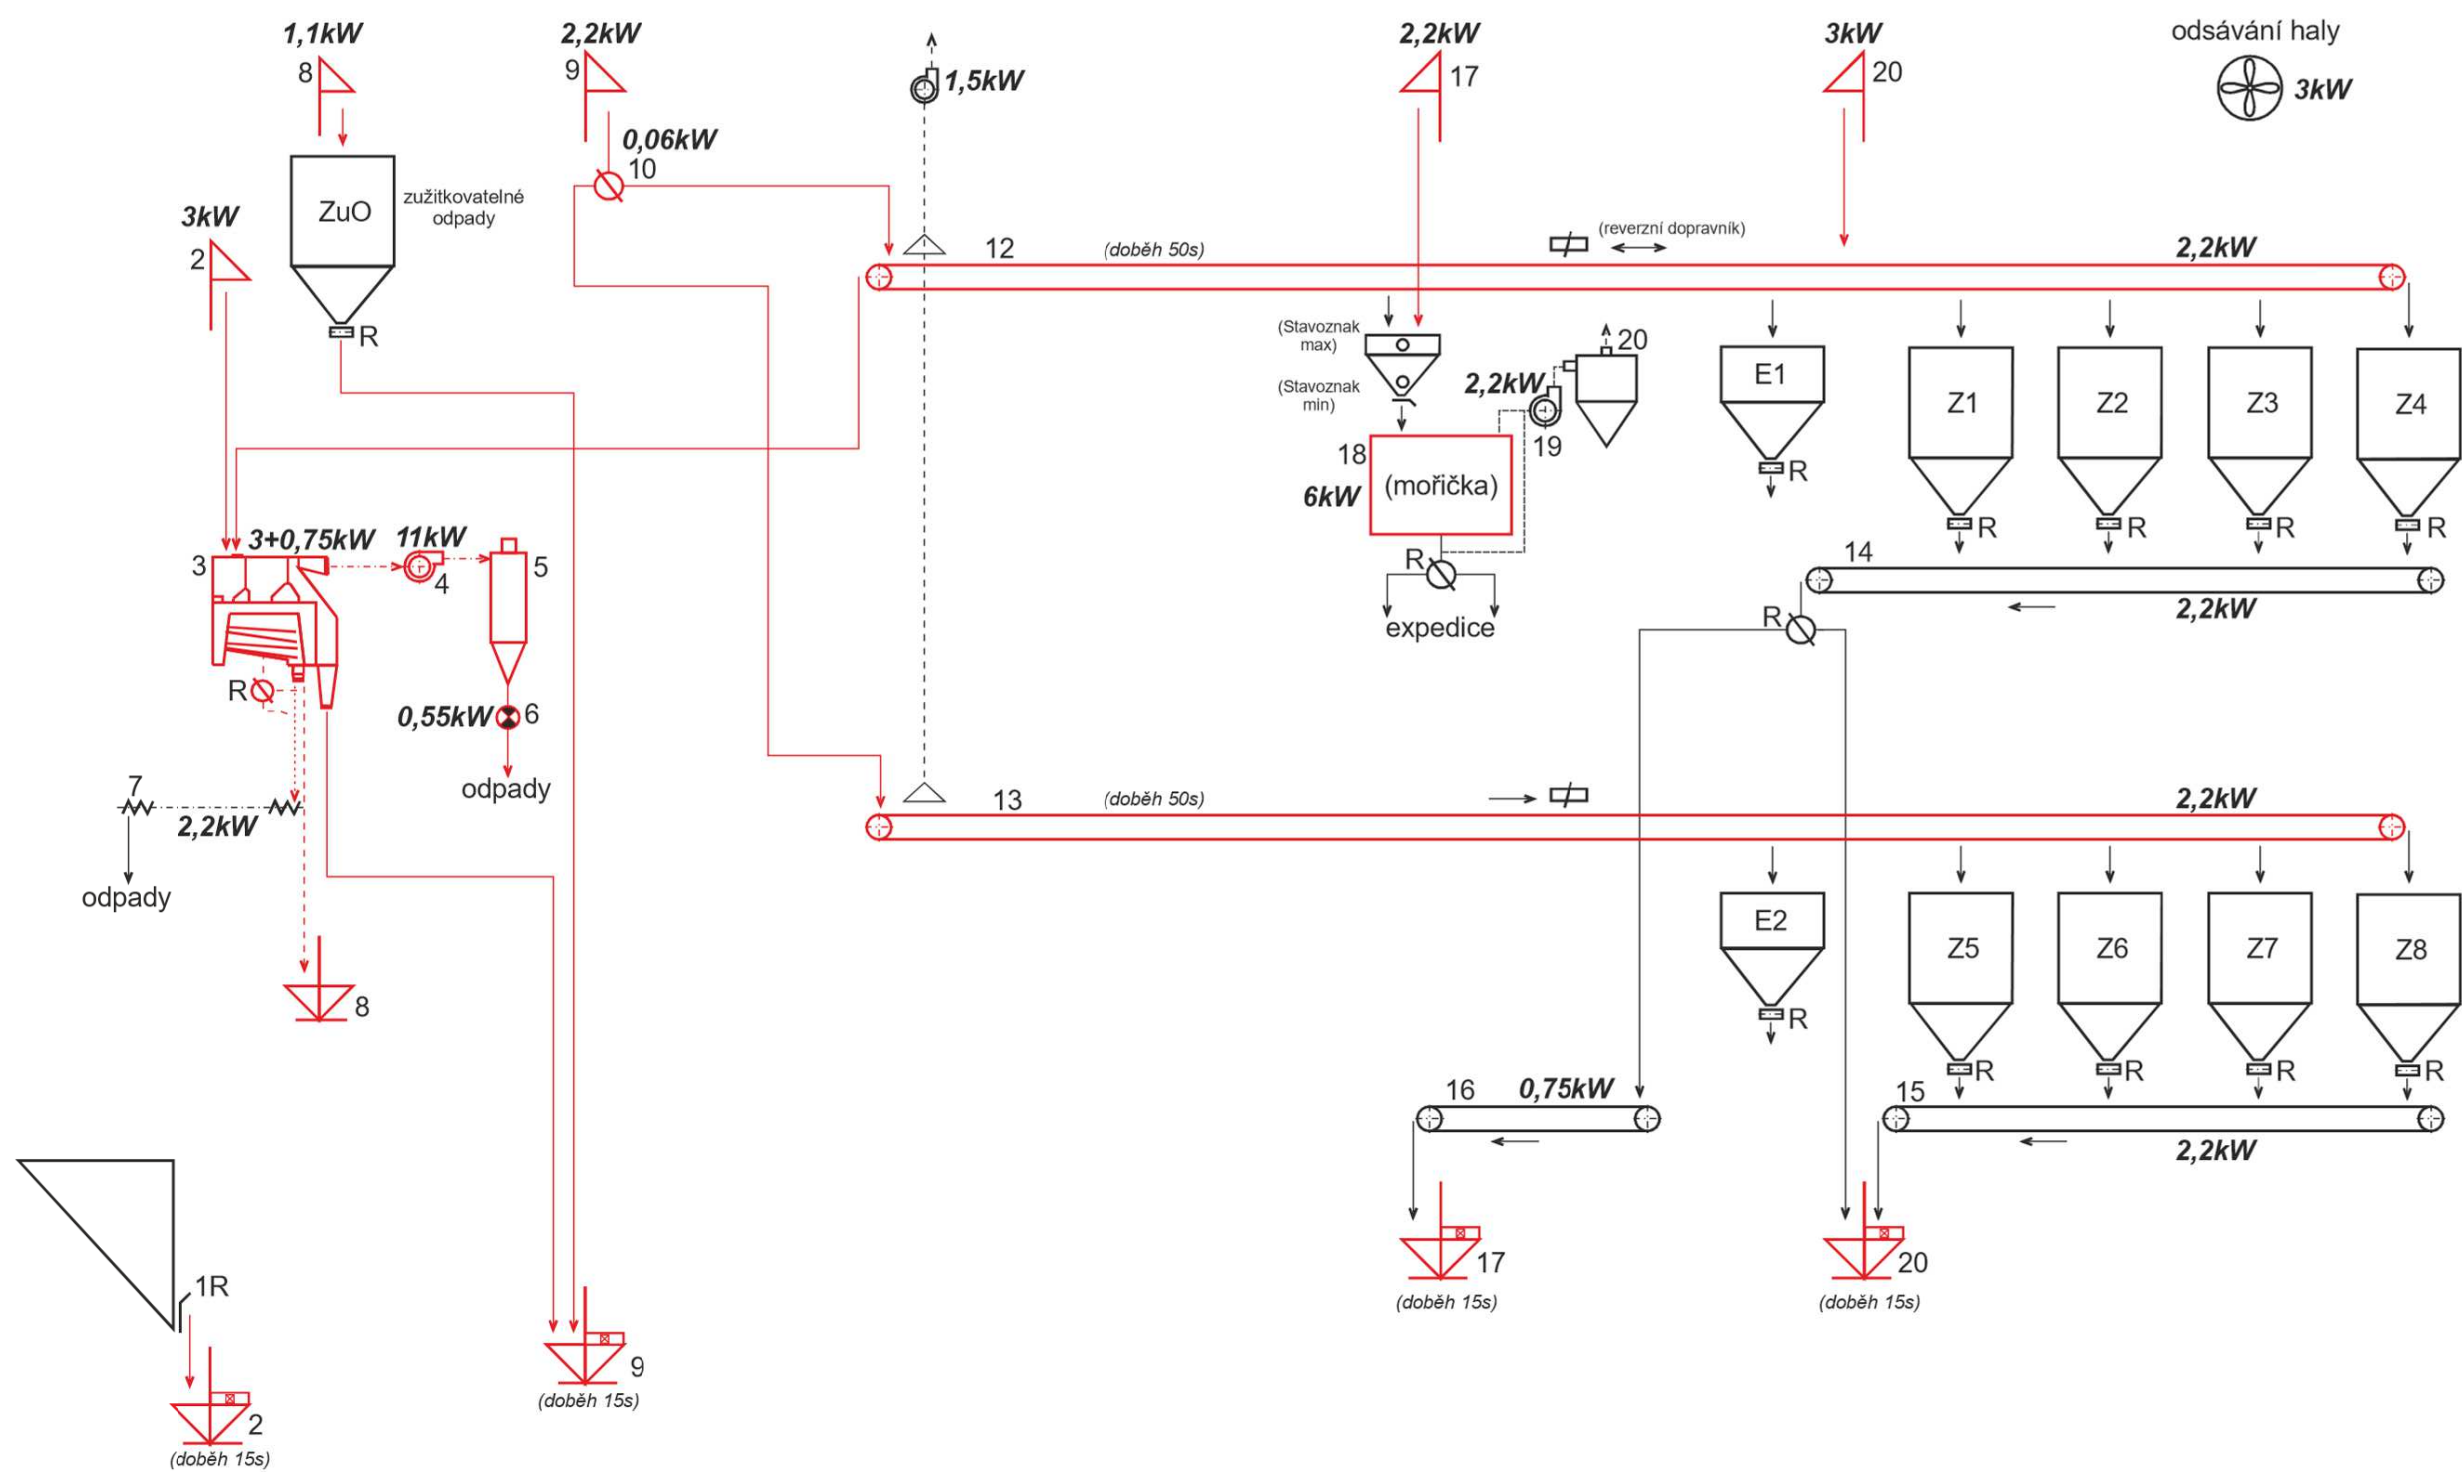 1,1kW
2,2kW
2,2kW
3kW
odsávání haly
8
9
1,5kW
17
20
3kW
0,06kW
10
ZuO
zužitkovatelné
odpady
3kW
2
R
12
(doběh 50s)
(reverzní dopravník)
2,2kW
(Stavoznak
max)
(Stavoznak
min)
2,2kW
20
19
E1
R
Z1
R
Z2
R
Z3
R
Z4
R
18
6kW
(mořička)
R
expedice
14
2,2kW
R
3+0,75kW
11kW
3
4
5
R
0,55kW
6
odpady
7
2,2kW
odpady
8
13
(doběh 50s)
2,2kW
E2
R
Z5
R
Z6
R
Z7
R
Z8
R
16
0,75kW
15
2,2kW
17
(doběh 15s)
20
(doběh 15s)
1R
9
(doběh 15s)
2
(doběh 15s)